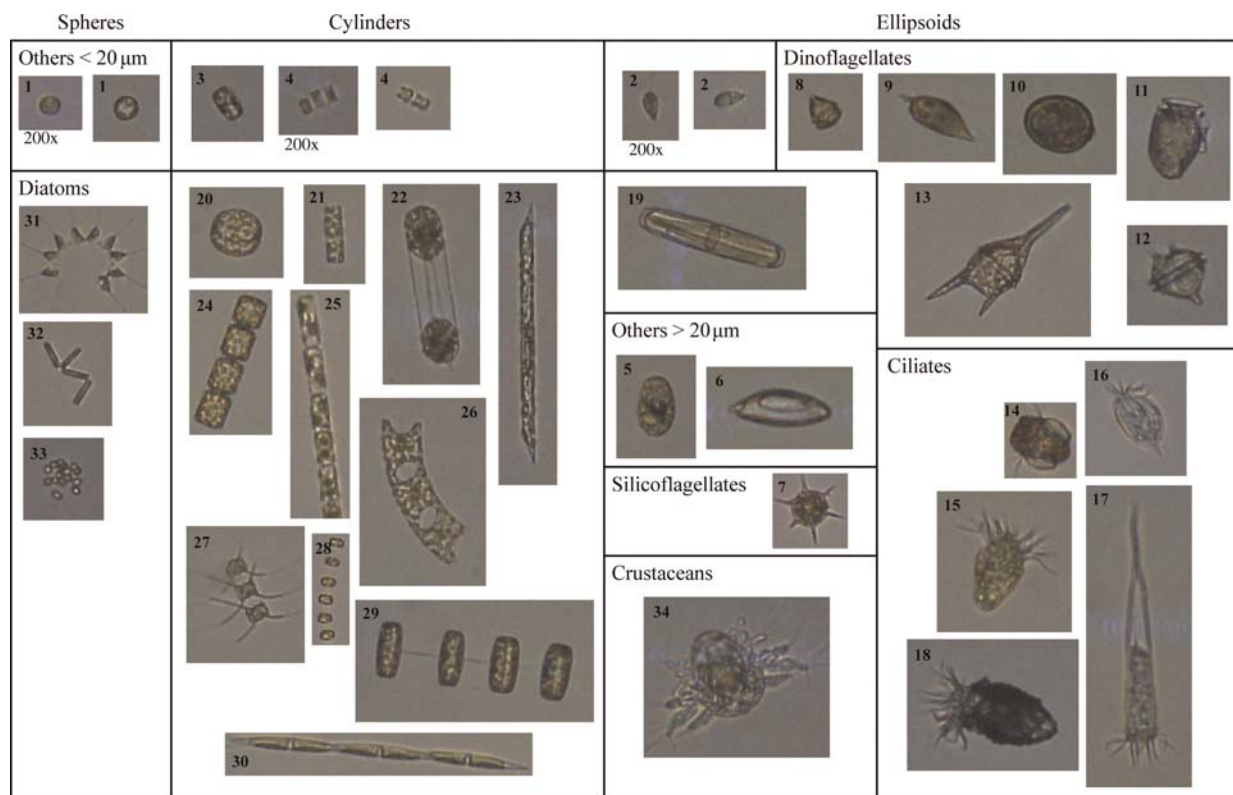 Spheres
Cylinders
Ellipsoids
Others < 20 μm
1
1
200x
3
4
4
200x
2
2
200x
Dinoflagellates
8
9
10
11
13
12
Diatoms
31
32
33
20
21
22
23
24
25
26
27
28
29
30
19
Others > 20 μm
5
6
Silicoflagellates
7
Crustaceans
34
Ciliates
14
16
15
17
18